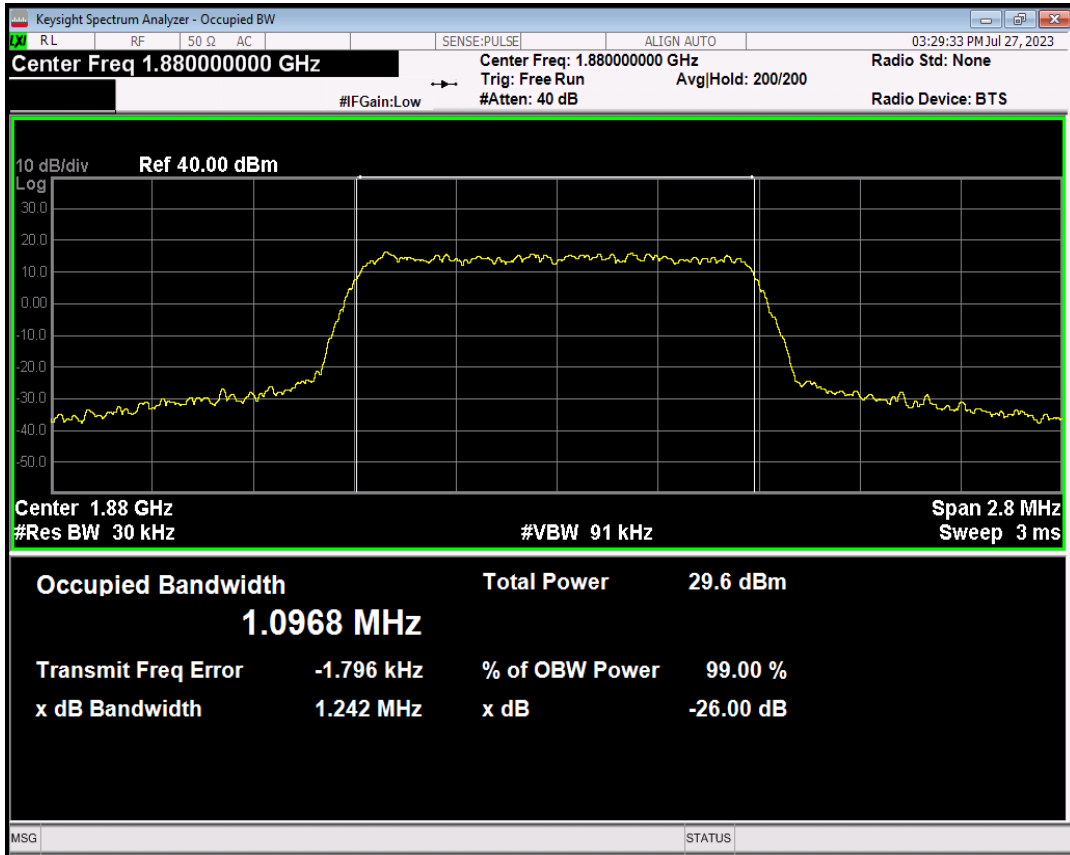 Keysight Spectrum Analyzer - Occupied BW
LXI RL RF 50 Ω AC SENSE:PULSE ALIGN AUTO 03:29:33 PM Jul 27, 2023
Center Freq 1.880000000 GHz Center Freq: 1.880000000 GHz Radio Std: None
Trig: Free Run Avg|Hold: 200/200
#IFGain:Low #Atten: 40 dB Radio Device: BTS
10 dB/div Ref 40.00 dBm
Log
30.0
20.0
10.0
0.00
-10.0
-20.0
-30.0
-40.0
-50.0
Center 1.88 GHz Span 2.8 MHz
#Res BW 30 kHz #VBW 91 kHz Sweep 3 ms
Occupied Bandwidth Total Power 29.6 dBm
1.0968 MHz
Transmit Freq Error -1.796 kHz % of OBW Power 99.00 %
x dB Bandwidth 1.242 MHz x dB -26.00 dB
MSG STATUS